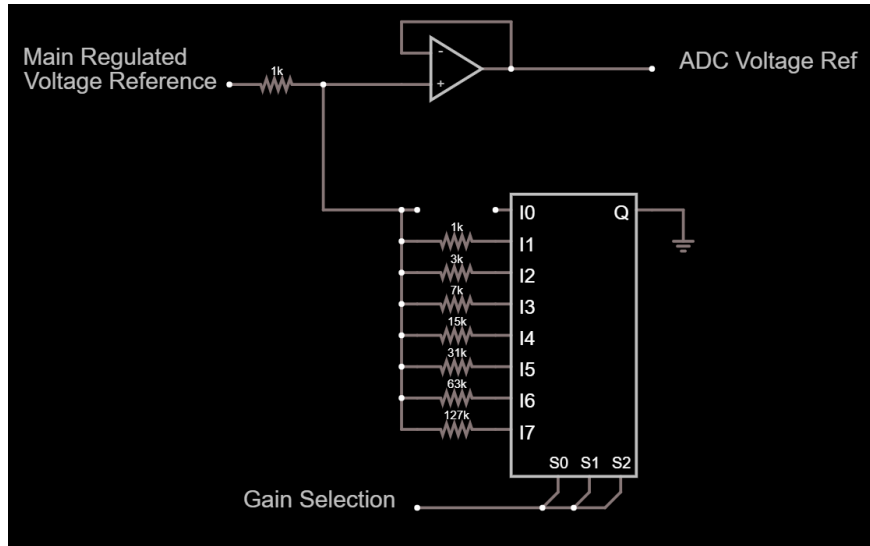 Main Regulated
Voltage Reference
1k
-
+
ADC Voltage Ref
I0
Q
1k
I1
3k
I2
7k
I3
15k
I4
31k
I5
63k
I6
127k
I7
S0 S1 S2
Gain Selection